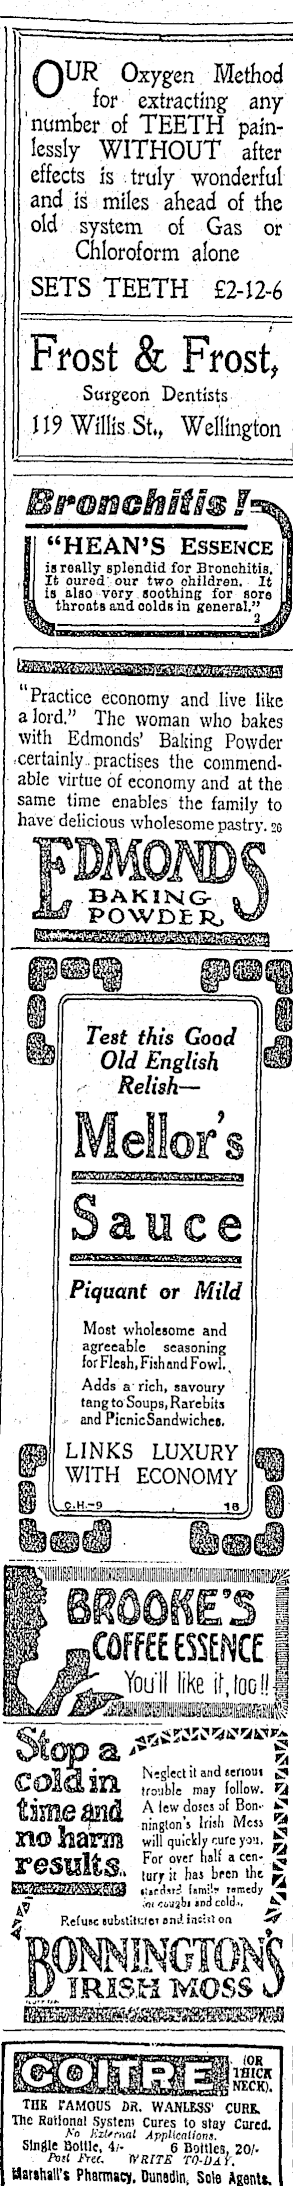 OUR Oxygen Method
for extracting any
number of TEETH pain-
lessly WITHOUT after
effects is truly wonderful
and is miles ahead of the
old system of Gas or
Chloroform alone
SETS TEETH £2-12-6
Frost & Frost,
Surgeon Dentists
119 Willis St., Wellington
Bronchitis!
"HEAN'S ESSENCE
is really splendid for Bronchitis.
It cured our two children. It
is also very soothing for sore
throats and colds in general."
2
"Practice economy and live like
a lord." The woman who bakes
with Edmonds' Baking Powder
certainly practises the commend-
able virtue of economy and at the
same time enables the family to
have delicious wholesome pastry. 26
EDMONDS
BAKING
POWDER
Test this Good
Old English
Relish—
Mellor's
Sauce
Piquant or Mild
Most wholesome and
agreeable seasoning
for Flesh, Fish and Fowl.
Adds a rich, savoury
tang to Soups, Rarebits
and Picnic Sandwiches.
LINKS LUXURY
WITH ECONOMY
C.H.-9 16
BROOKE'S
COFFEE ESSENCE
You'll like it, too!!
Stop a
cold in
time and
no harm
results.
Neglect it and serious
trouble may follow.
A few doses of Bon-
nington's Irish Moss
will quickly cure you.
For over half a cen-
tury it has been the
standard family remedy
for coughs and colds.
Refuse substitutes and insist on
BONNINGTON'S
IRISH MOSS
GOITRE (OR
THICK
NECK).
THE FAMOUS DR. WANLESS' CURE.
The Rational System Cures to stay Cured.
No External Applications.
Single Bottle, 4/- 6 Bottles, 20/-
Post Free. WRITE TO-DAY.
Marshall's Pharmacy, Dunedin, Sole Agents.